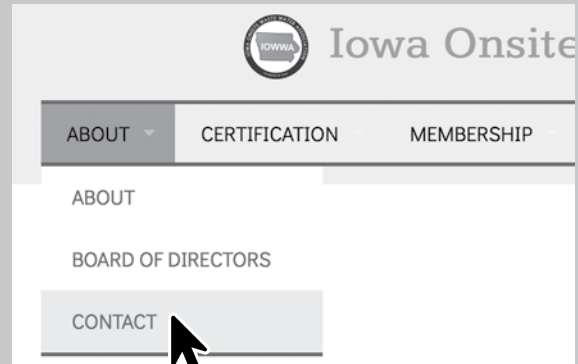 IOWWA
Iowa Onsite
ABOUT CERTIFICATION MEMBERSHIP
ABOUT
BOARD OF DIRECTORS
CONTACT